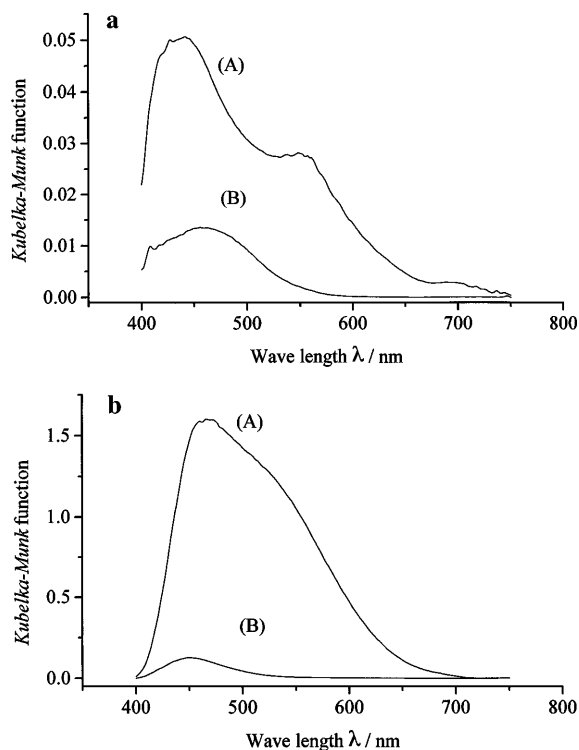 a
0.05
0.04
0.03
0.02
0.01
0.00
Kubelka-Munk function
(A)
(B)
400 500 600 700 800
Wave length λ / nm
b
1.5
1.0
0.5
0.0
Kubelka-Munk function
(A)
(B)
400 500 600 700 800
Wave length λ / nm